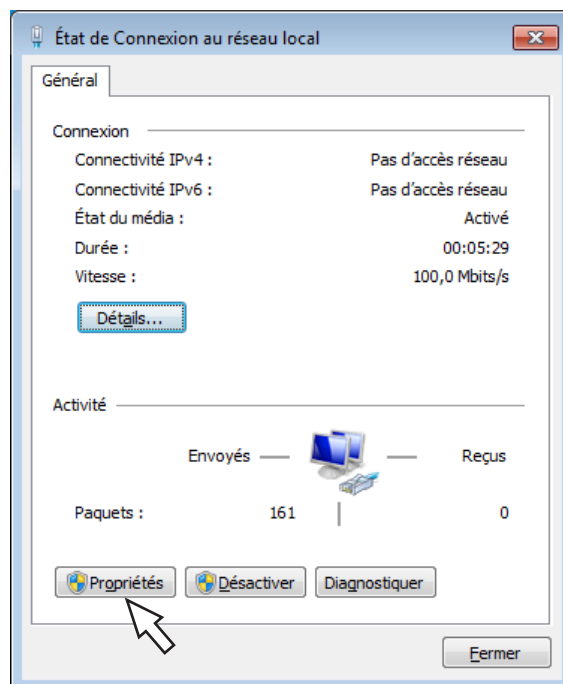 État de Connexion au réseau local
Général
Connexion
Connectivité IPv4 : Pas d’accès réseau
Connectivité IPv6 : Pas d’accès réseau
État du média : Activé
Durée : 00:05:29
Vitesse : 100,0 Mbits/s
Détails...
Activité
Envoyés Reçus
Paquets : 161 0
Propriétés Désactiver Diagnostiquer
Fermer